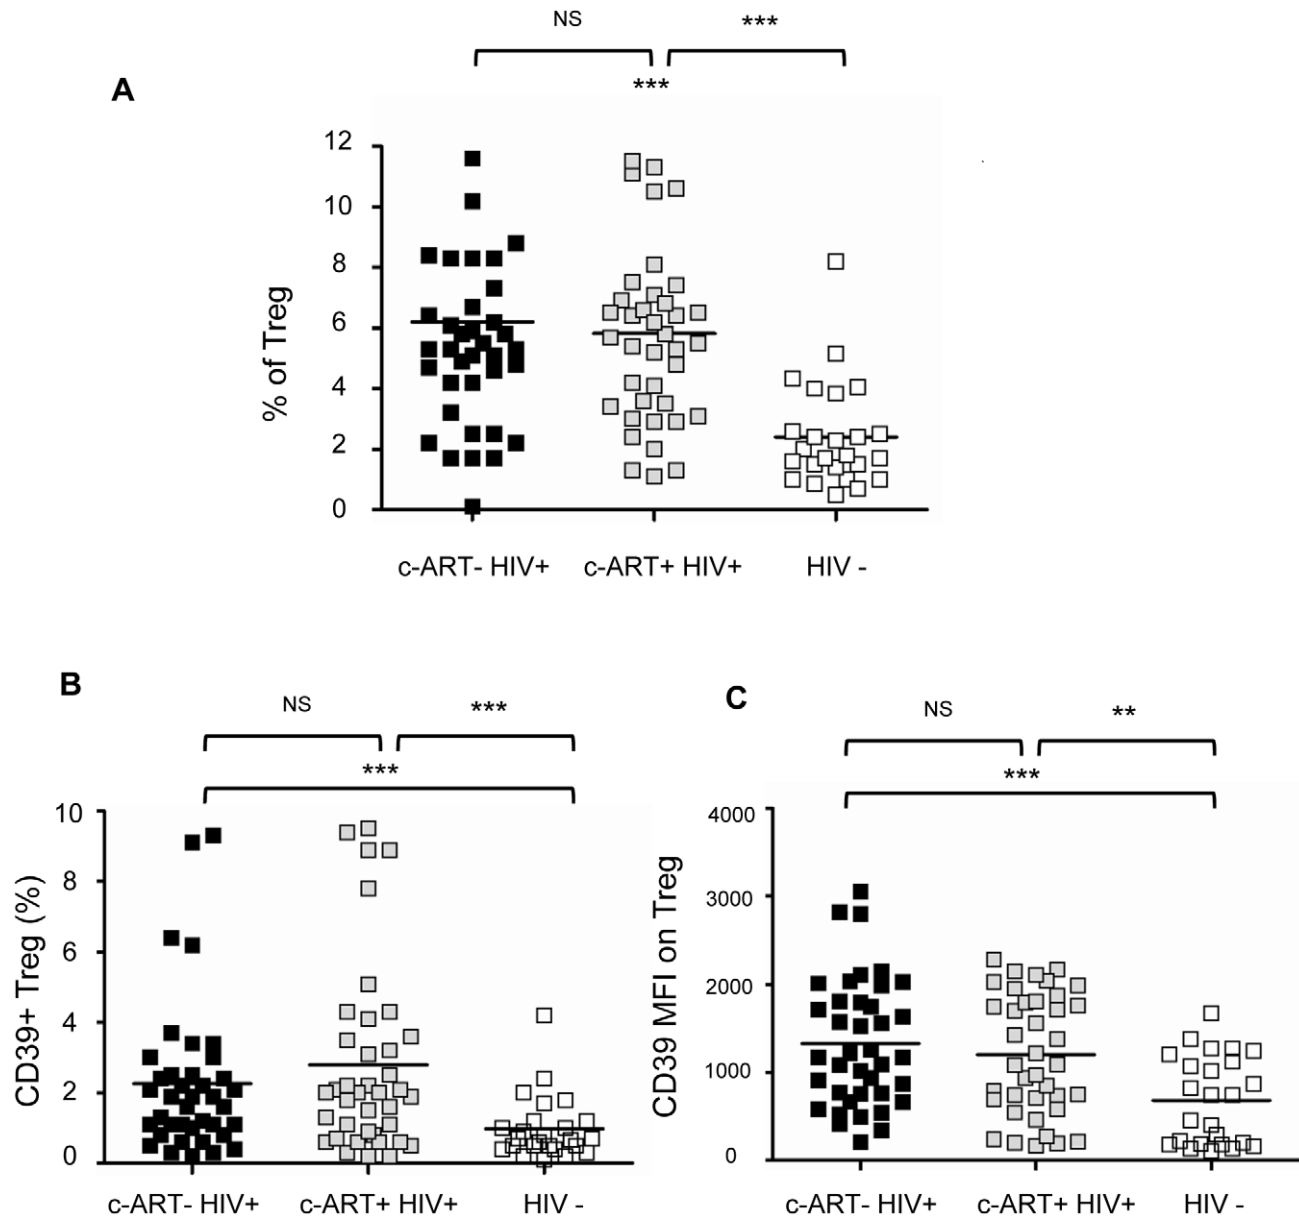 NS ***
***
A
12
10
8
6
4
2
0
% of Treg
c-ART- HIV+ c-ART+ HIV+ HIV -
B
NS ***
***
10
8
6
4
2
0
CD39+ Treg (%)
c-ART- HIV+ c-ART+ HIV+ HIV -
C
NS **
***
4000
3000
2000
1000
0
CD39 MFI on Treg
c-ART- HIV+ c-ART+ HIV+ HIV -